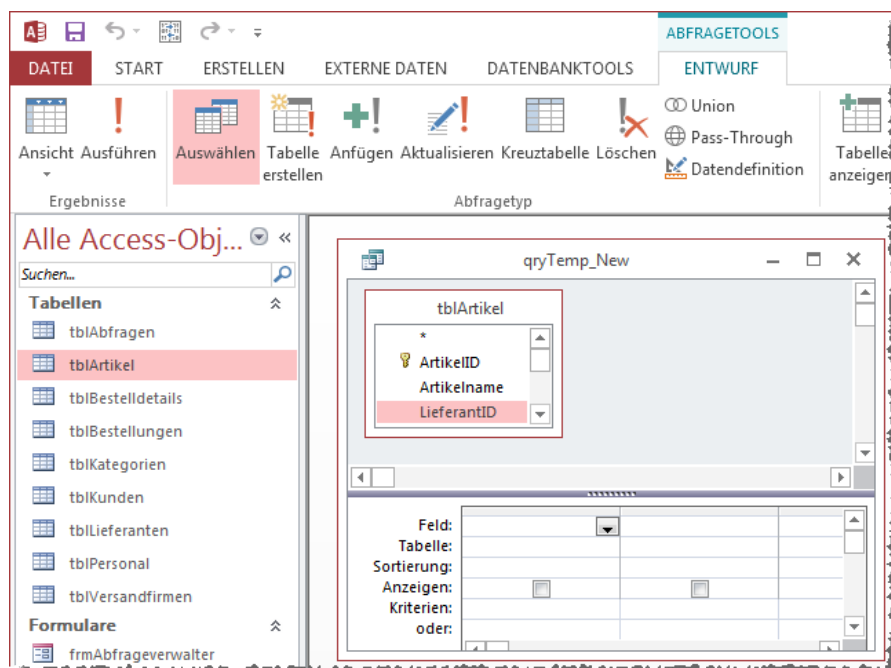 ABFRAGETOOLS
DATEI START ERSTELLEN EXTERNE DATEN DATENBANKTOOLS ENTWURF
Ansicht Ausführen Auswählen Tabelle erstellen Anfügen Aktualisieren Kreuztabelle Löschen
Union
Pass-Through
Datendefinition
Tabelle anzeigen
Ergebnisse Abfragetyp
Alle Access-Obj...
Suchen...
Tabellen
tblAbfragen
tblArtikel
tblBestelldetails
tblBestellungen
tblKategorien
tblKunden
tblLieferanten
tblPersonal
tblVersandfirmen
Formulare
frmAbfrageverwalter
qryTemp_New
tblArtikel
*
ArtikelID
Artikelname
LieferantID
Feld:
Tabelle:
Sortierung:
Anzeigen:
Kriterien:
oder: